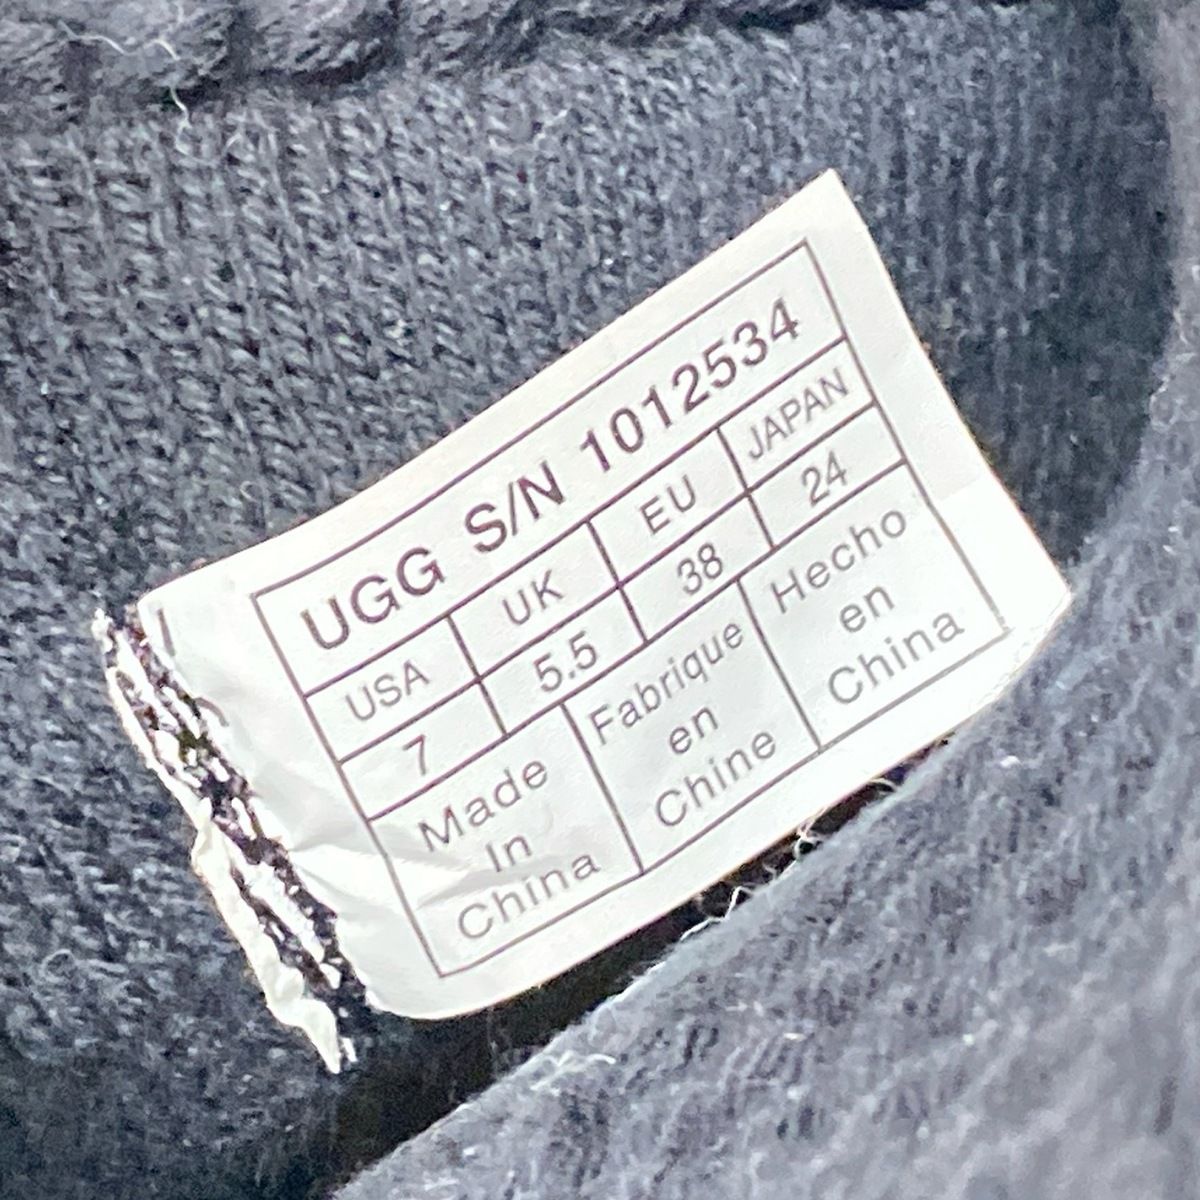 UGG S/N 1012534
USA UK EU JAPAN
7 5.5 38 24
Made
In
China
Fabrique
en
Chine
Hecho
en
China